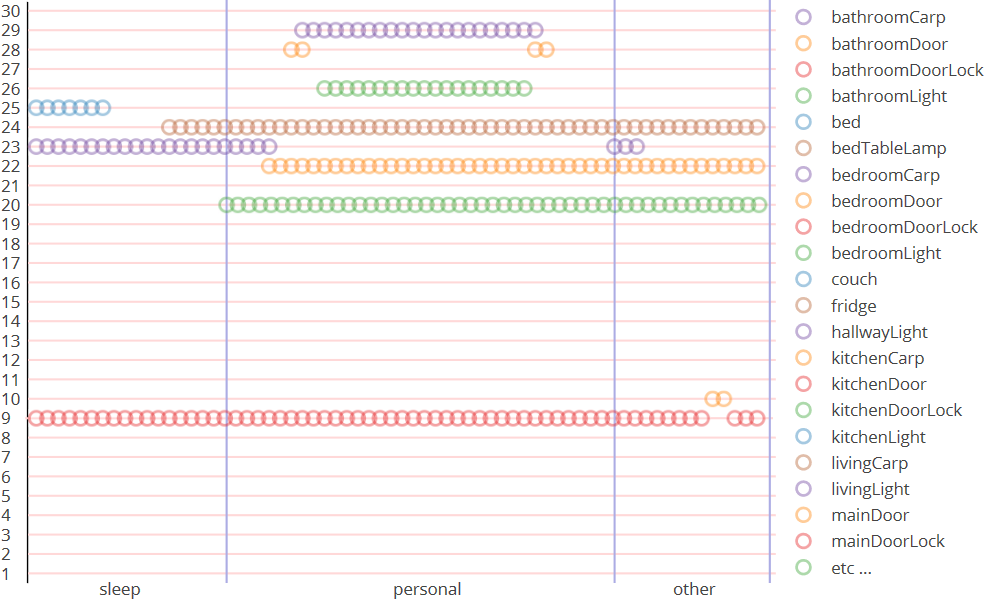 30
29
28
27
26
25
24
23
22
21
20
19
18
17
16
15
14
13
12
11
10
9
8
7
6
5
4
3
2
1
sleep personal other
bathroomCarp
bathroomDoor
bathroomDoorLock
bathroomLight
bed
bedTableLamp
bedroomCarp
bedroomDoor
bedroomDoorLock
bedroomLight
couch
fridge
hallwayLight
kitchenCarp
kitchenDoor
kitchenDoorLock
kitchenLight
livingCarp
livingLight
mainDoor
mainDoorLock
etc ...